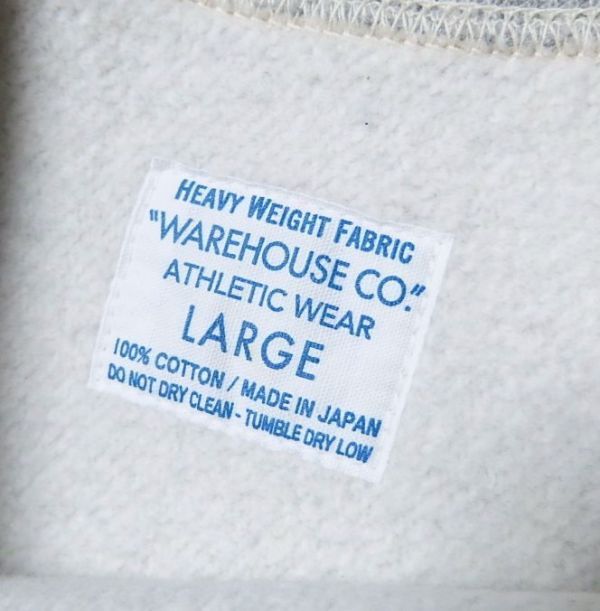 HEAVY WEIGHT FABRIC
"WAREHOUSE CO."
ATHLETIC WEAR
LARGE
100% COTTON / MADE IN JAPAN
DO NOT DRY CLEAN - TUMBLE DRY LOW